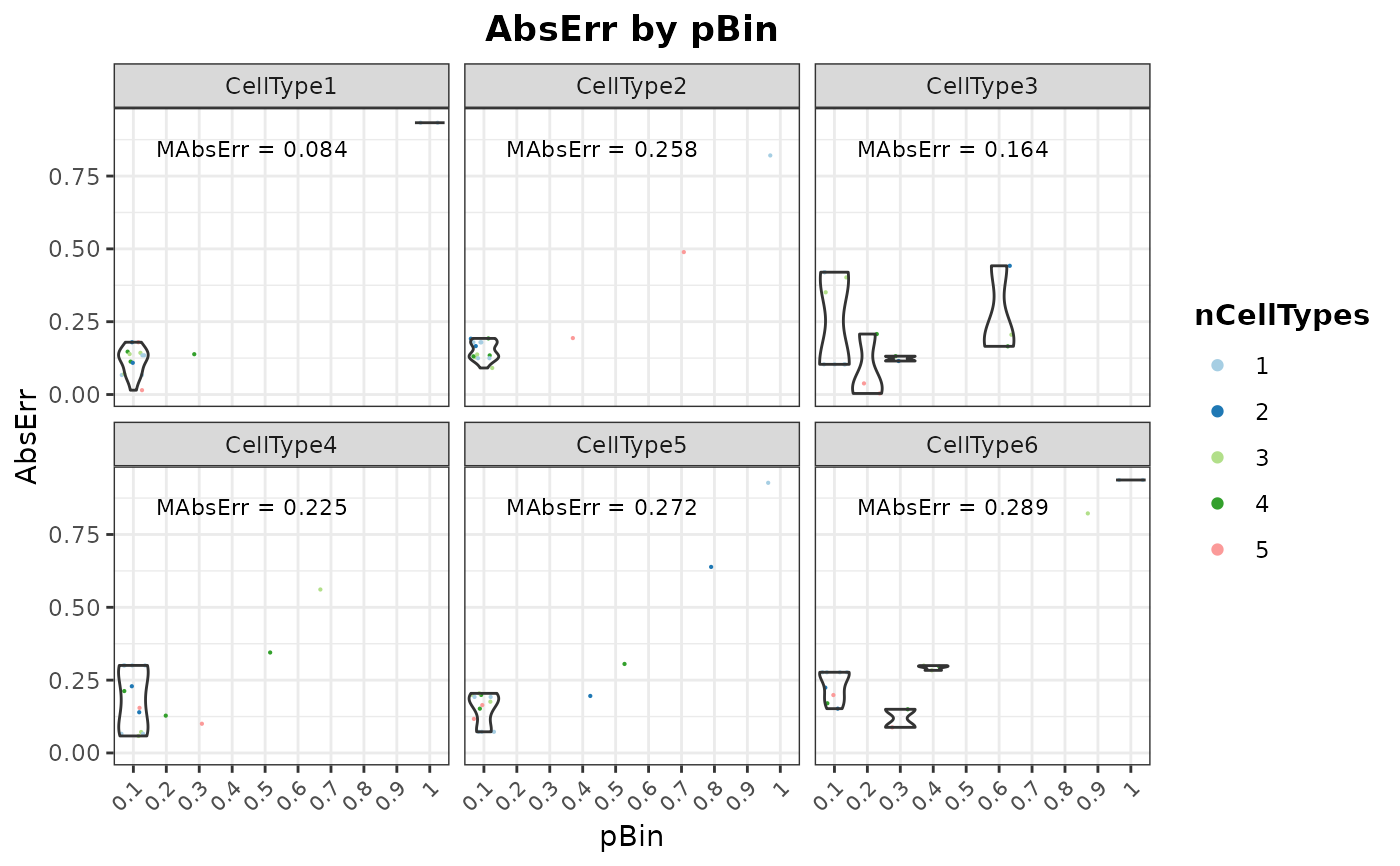 AbsErr by pBin
CellType1 CellType2 CellType3
MAbsErr = 0.084 MAbsErr = 0.258 MAbsErr = 0.164
0.75
0.50
0.25
0.00
CellType4 CellType5 CellType6
MAbsErr = 0.225 MAbsErr = 0.272 MAbsErr = 0.289
0.75
0.50
0.25
0.00
AbsErr
0.1 0.2 0.3 0.4 0.5 0.6 0.7 0.8 0.9 1 0.1 0.2 0.3 0.4 0.5 0.6 0.7 0.8 0.9 1 0.1 0.2 0.3 0.4 0.5 0.6 0.7 0.8 0.9 1
pBin
nCellTypes
1
2
3
4
5